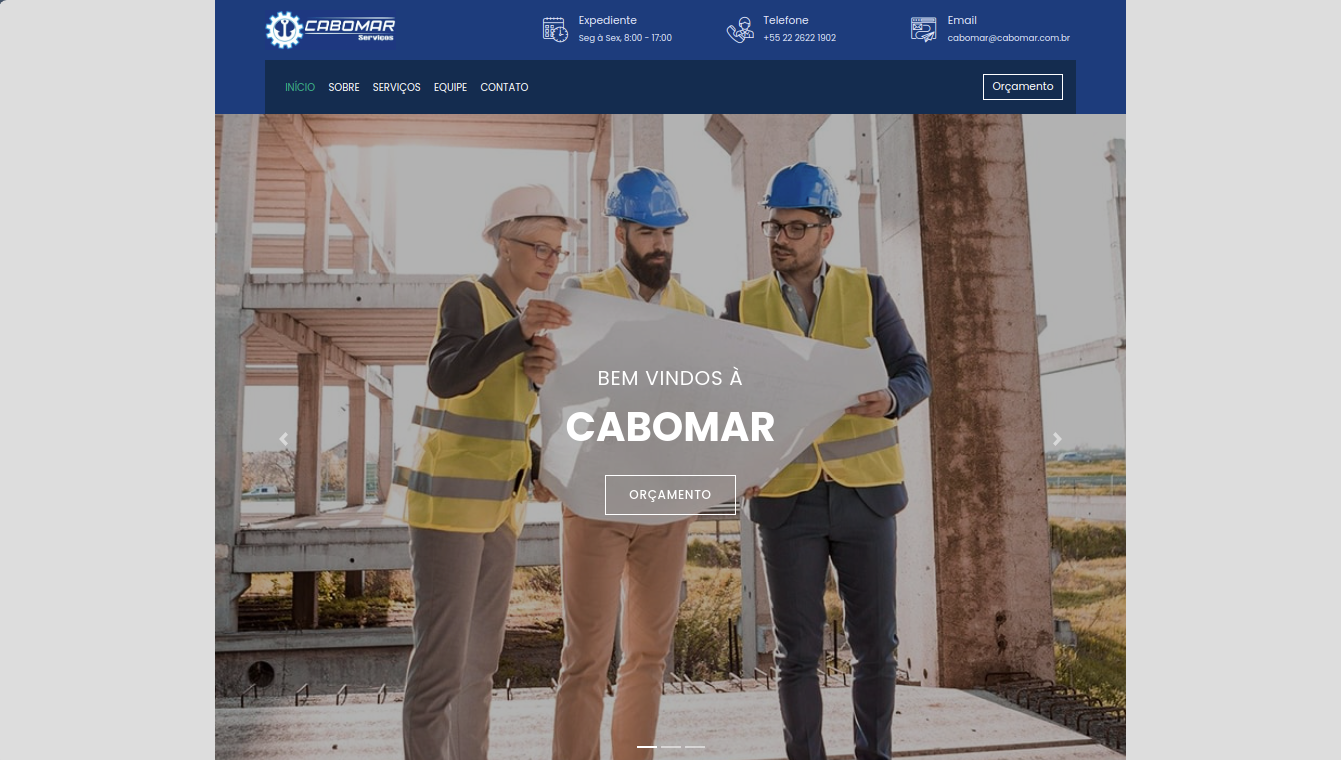 CABOMAR
Serviços
Expediente
Seg à Sex, 8:00 - 17:00
Telefone
+55 22 2622 1902
Email
cabomar@cabomar.com.br
INÍCIO SOBRE SERVIÇOS EQUIPE CONTATO
Orçamento
BEM VINDOS À
CABOMAR
ORÇAMENTO